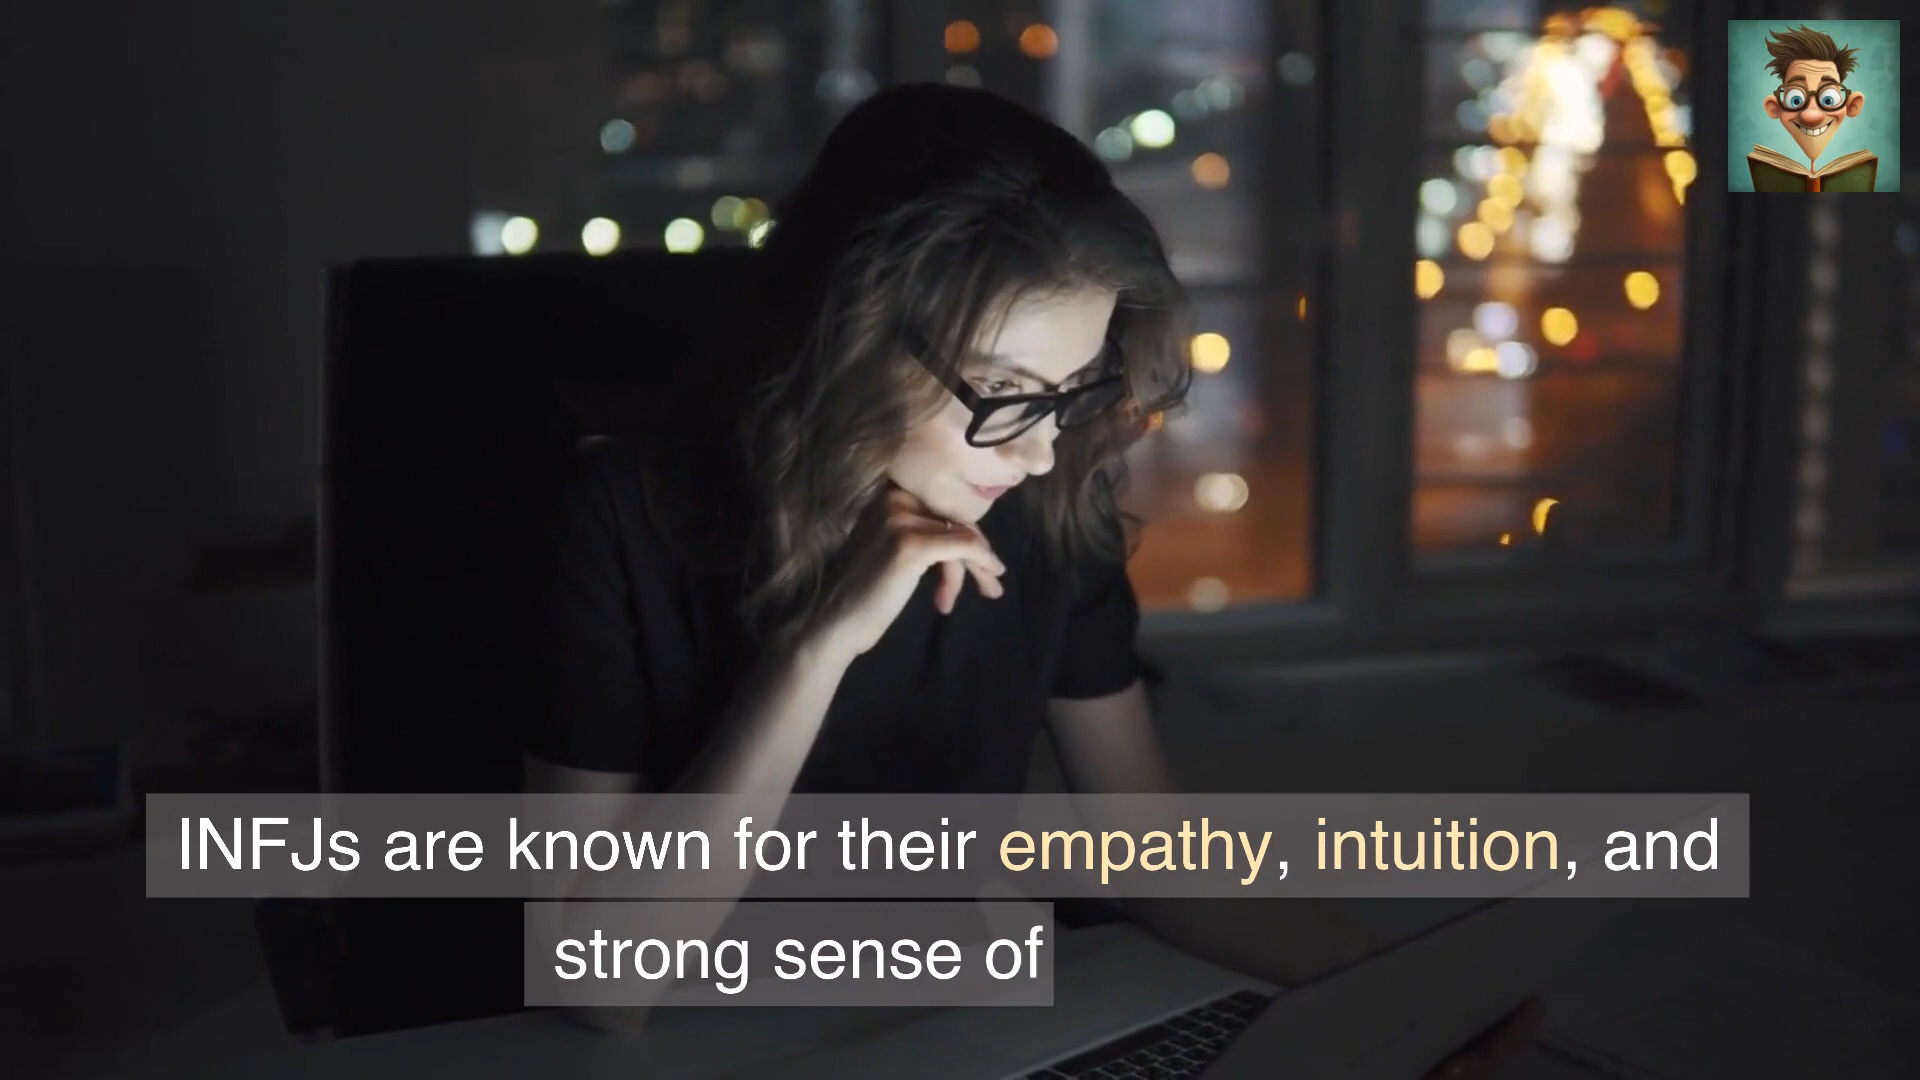 INFJs are known for their empathy, intuition, and
strong sense of